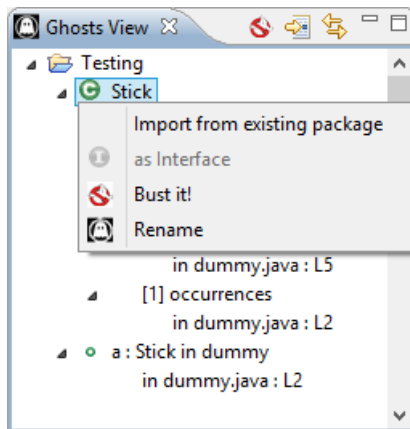 Ghosts View
Testing
Stick
Import from existing package
as Interface
Bust it!
Rename
in dummy.java : L5
[1] occurrences
in dummy.java : L2
a : Stick in dummy
in dummy.java : L2